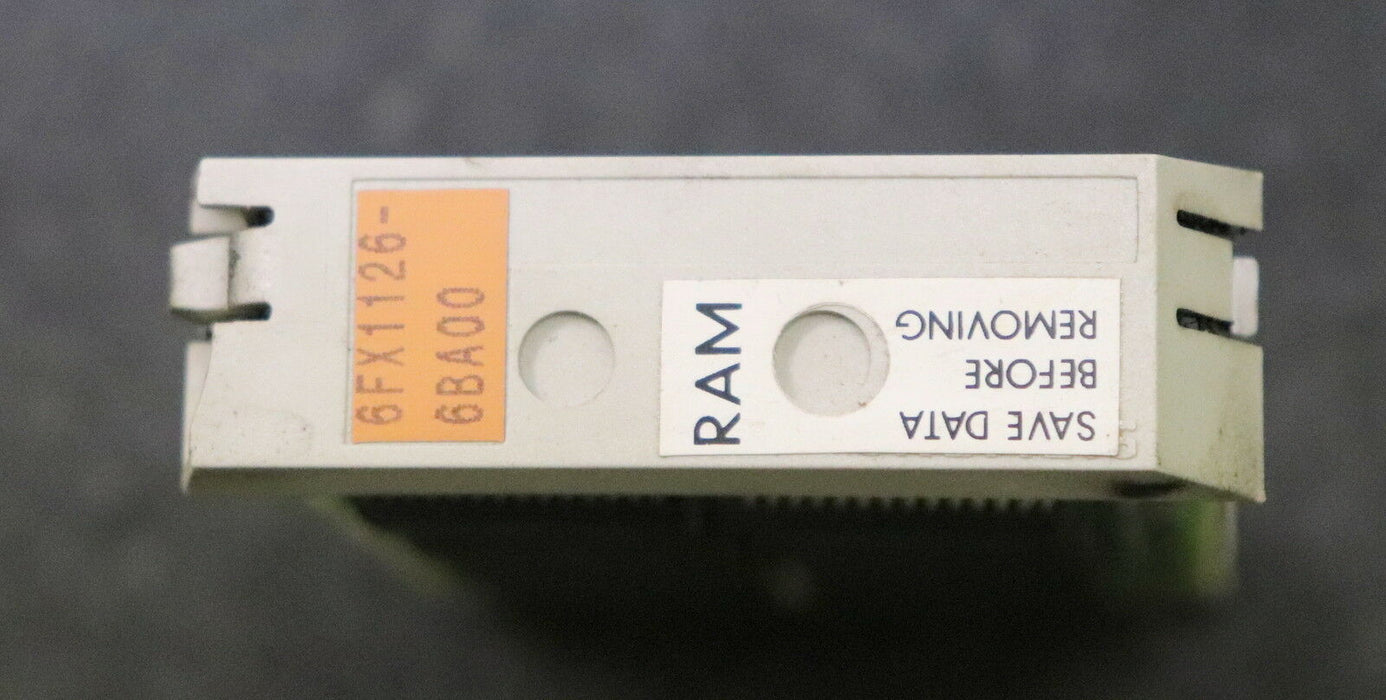 6FX1126-
6BA00
RAM
SAVE DATA
BEFORE
REMOVING